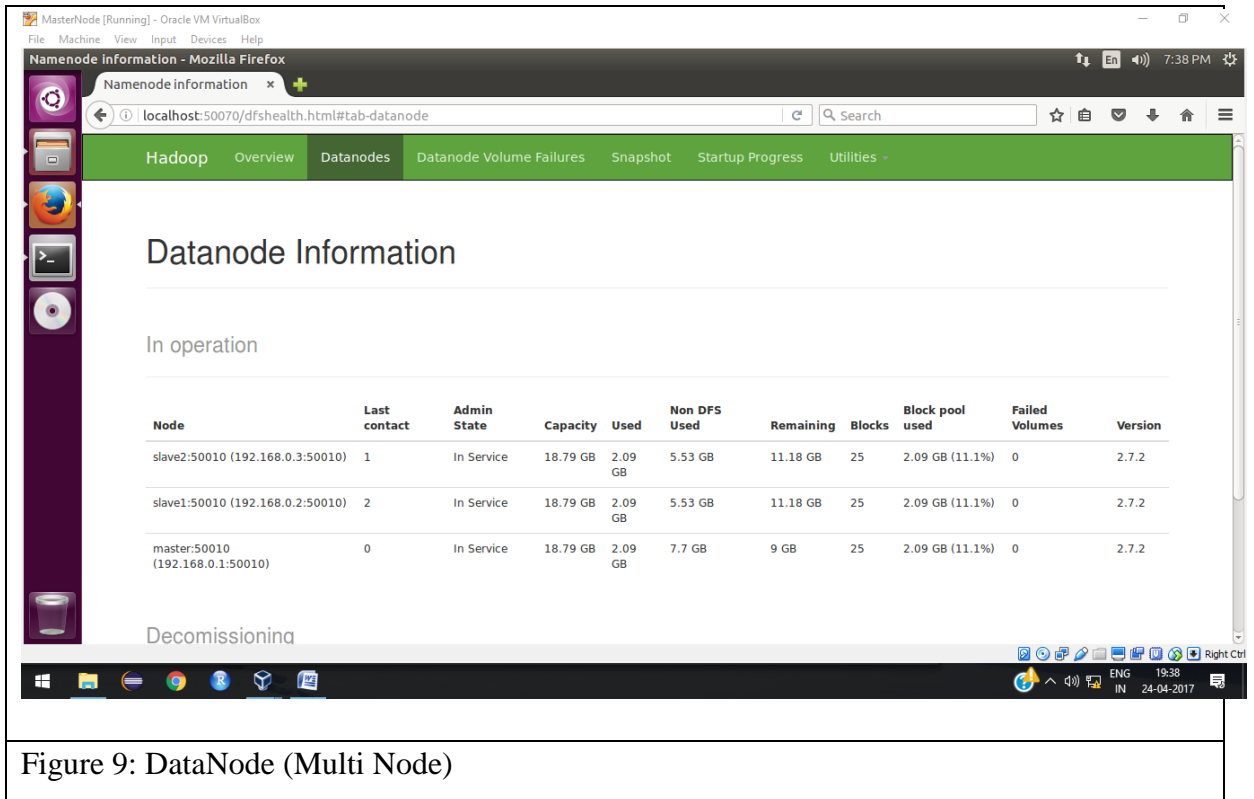 MasterNode [Running] - Oracle VM VirtualBox
File Machine View Input Devices Help
Namenode information - Mozilla Firefox
En 7:38 PM
Namenode information
localhost:50070/dfshealth.html#tab-datanode
Search
Hadoop Overview Datanodes Datanode Volume Failures Snapshot Startup Progress Utilities
Datanode Information
In operation
Node Last contact Admin State Capacity Used Non DFS Used Remaining Blocks Block pool used Failed Volumes Version
slave2:50010 (192.168.0.3:50010) 1 In Service 18.79 GB 2.09 GB 5.53 GB 11.18 GB 25 2.09 GB (11.1%) 0 2.7.2
slave1:50010 (192.168.0.2:50010) 2 In Service 18.79 GB 2.09 GB 5.53 GB 11.18 GB 25 2.09 GB (11.1%) 0 2.7.2
master:50010 (192.168.0.1:50010) 0 In Service 18.79 GB 2.09 GB 7.7 GB 9 GB 25 2.09 GB (11.1%) 0 2.7.2
Decomissioning
Right Ctrl
ENG 19:38
IN 24-04-2017
Figure 9: DataNode (Multi Node)